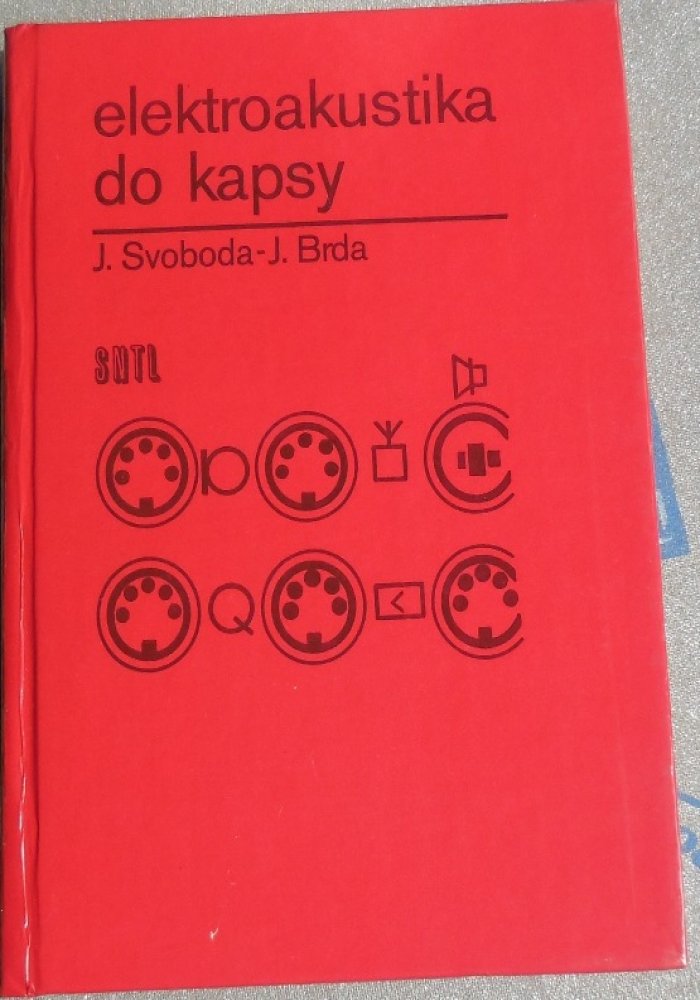 elektroakustika
do kapsy
J. Svoboda-J. Brda
SNTL